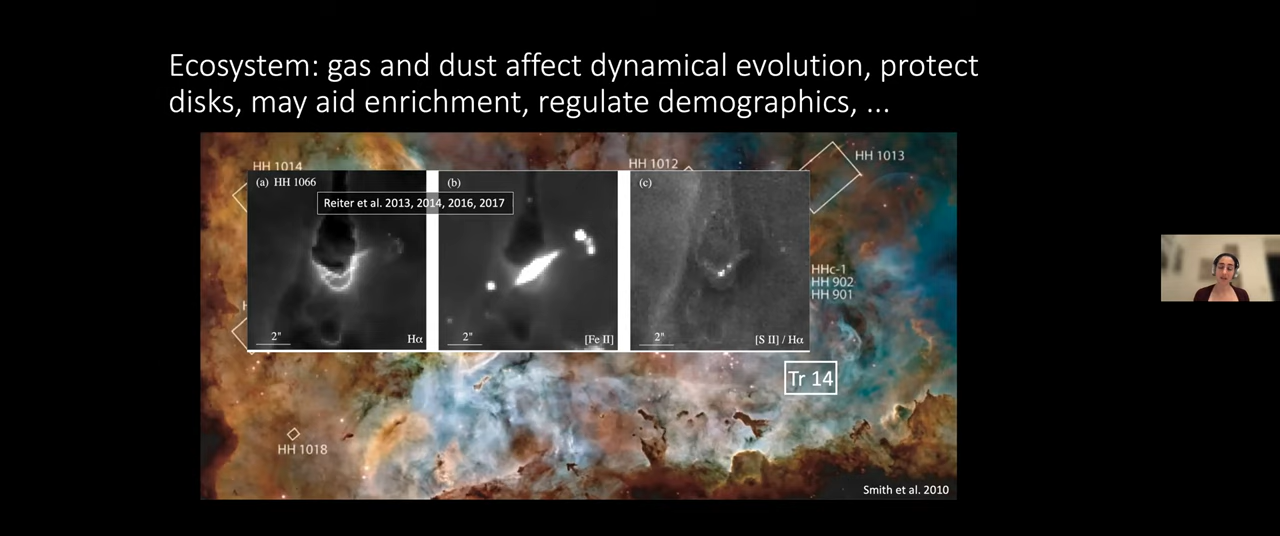 Ecosystem: gas and dust affect dynamical evolution, protect
disks, may aid enrichment, regulate demographics, ...
HH 1014
HH 1012
HH 1013
(a) HH 1066
(b)
(c)
Reiter et al. 2013, 2014, 2016, 2017
HHc-1
HH 902
HH 901
2"
Hα
2"
[Fe II]
2"
[S II] / Hα
Tr 14
HH 1018
Smith et al. 2010